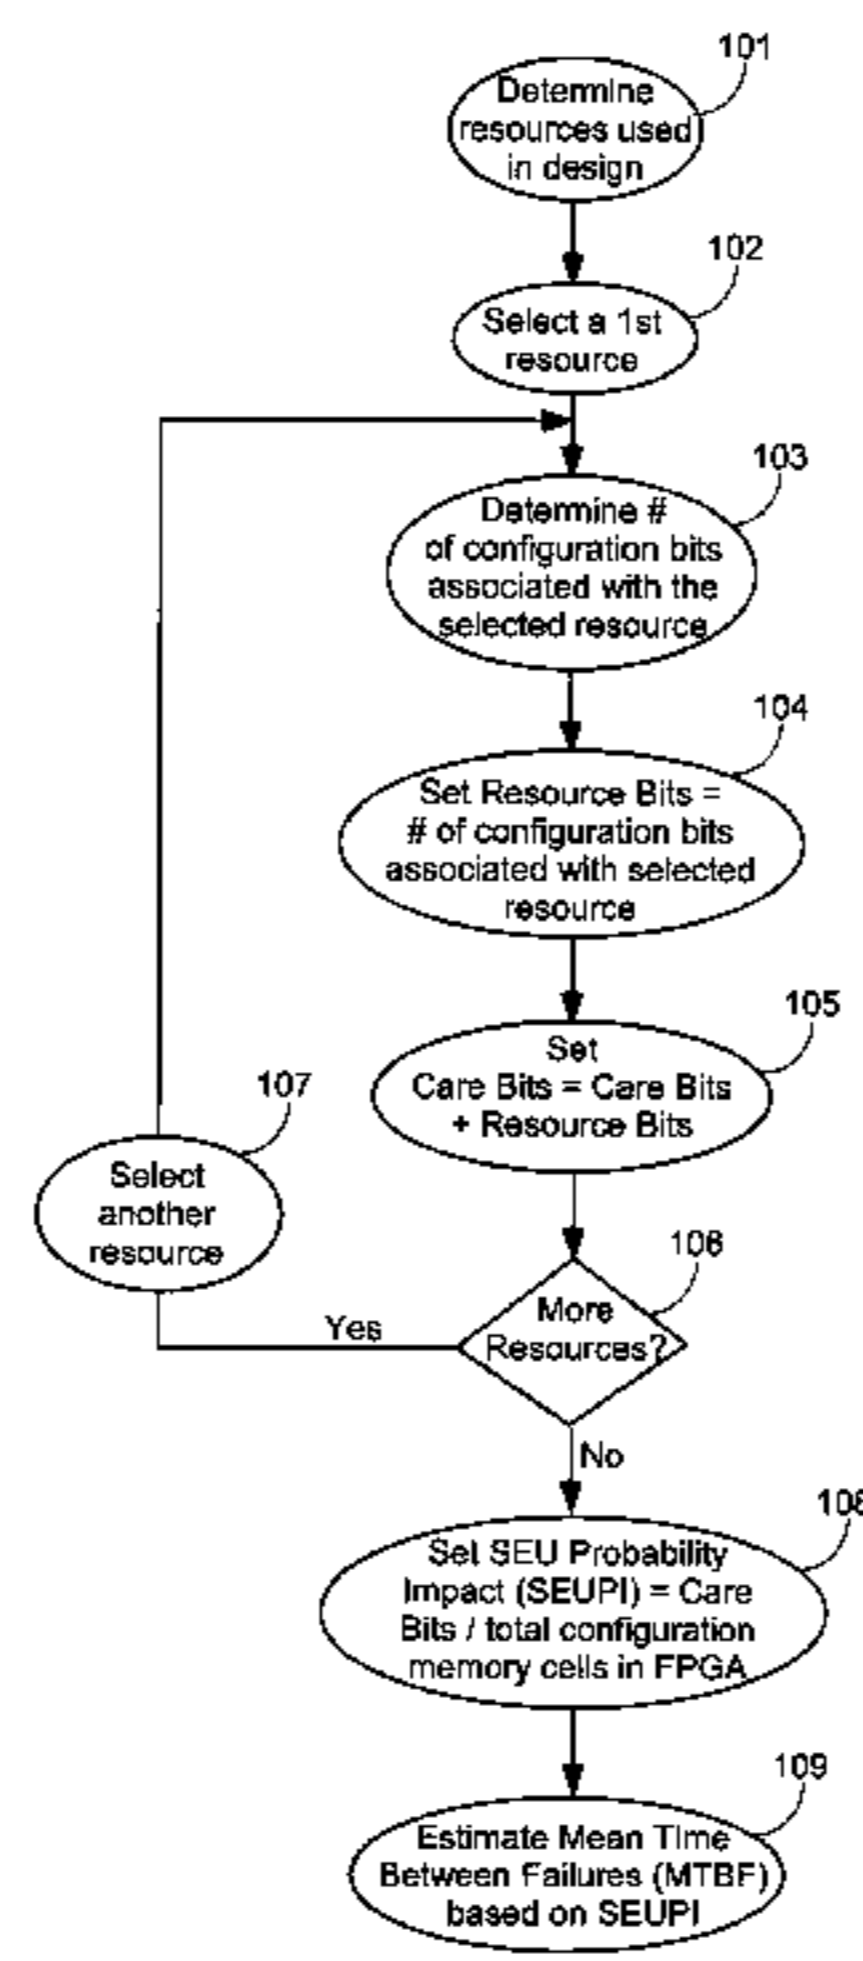 101
Determine
resources used
in design
102
Select a 1st
resource
103
Determine #
of configuration bits
associated with the
selected resource
104
Set Resource Bits =
# of configuration bits
associated with selected
resource
105
Set
Care Bits = Care Bits
+ Resource Bits
107
Select
another
resource
106
More
Resources?
Yes
No
108
Set SEU Probability
Impact (SEUPI) = Care
Bits / total configuration
memory cells in FPGA
109
Estimate Mean Time
Between Failures (MTBF)
based on SEUPI